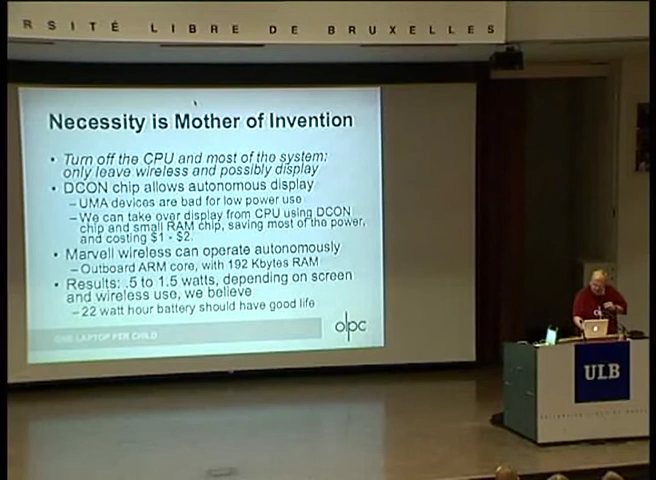 RSITÉ LIBRE DE BRUXELLES
Necessity is Mother of Invention
• Turn off the CPU and most of the system:
only leave wireless and possibly display
• DCON chip allows autonomous display
– UMA devices are bad for low power use
– We can take over display from CPU using DCON
chip and small RAM chip, saving most of the power,
and costing $1 - $2.
• Marvell wireless can operate autonomously
– Outboard ARM core, with 192 Kbytes RAM
• Results: .5 to 1.5 watts, depending on screen
and wireless use, we believe
– 22 watt hour battery should have good life
ONE LAPTOP PER CHILD
olpc
ULB